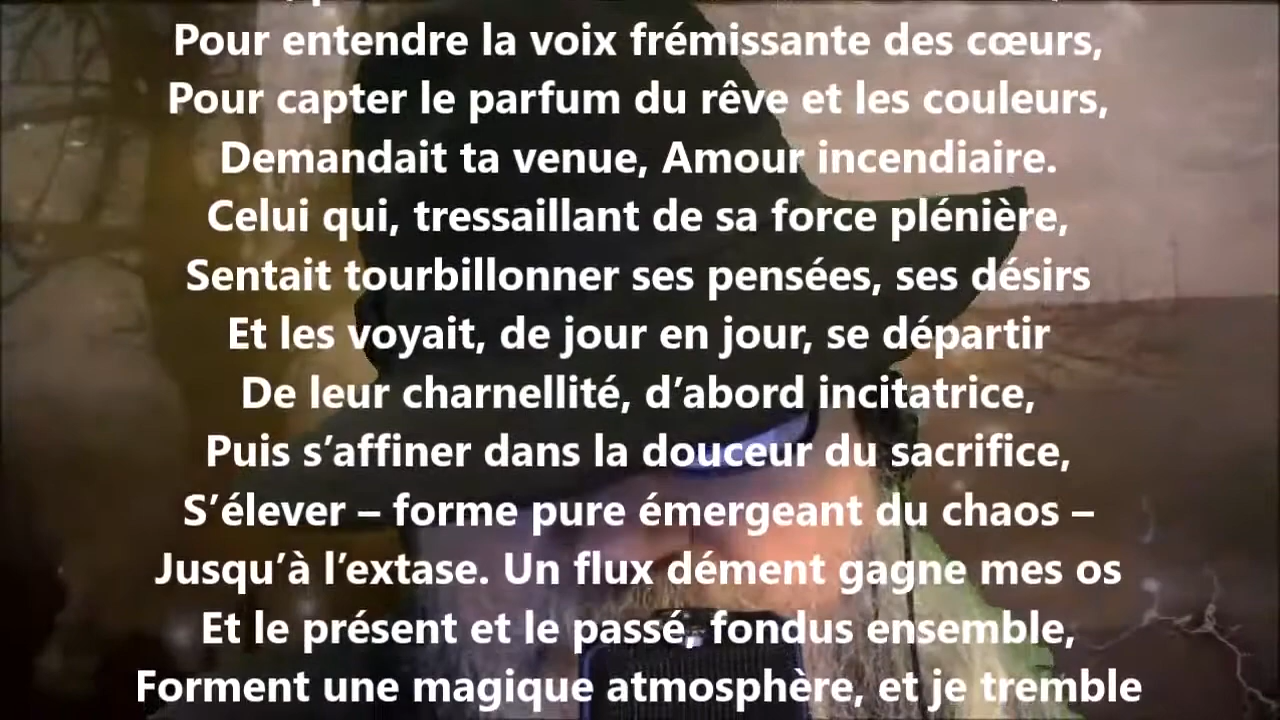 Pour entendre la voix frémissante des cœurs,
Pour capter le parfum du rêve et les couleurs,
Demandait ta venue, Amour incendiaire.
Celui qui, tressaillant de sa force plénière,
Sentait tourbillonner ses pensées, ses désirs
Et les voyait, de jour en jour, se départir
De leur charnellité, d’abord incitatrice,
Puis s’affiner dans la douceur du sacrifice,
S’élever – forme pure émergeant du chaos –
Jusqu’à l’extase. Un flux dément gagne mes os
Et le présent et le passé, fondus ensemble,
Forment une magique atmosphère, et je tremble